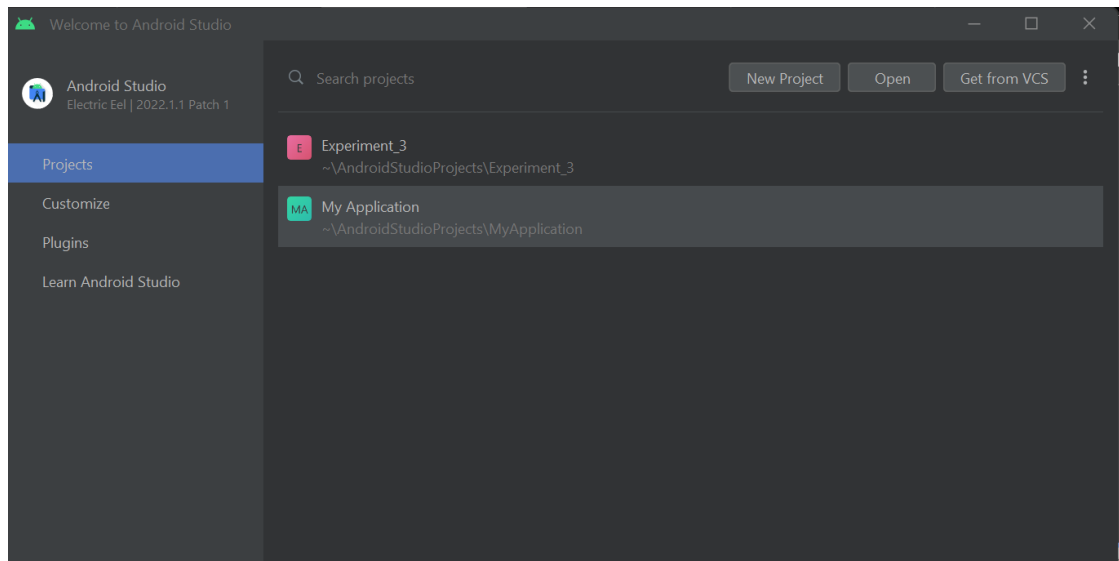 Welcome to Android Studio
Android Studio
Electric Eel | 2022.1.1 Patch 1
Projects
Customize
Plugins
Learn Android Studio
Search projects
New Project
Open
Get from VCS
E
Experiment_3
~\AndroidStudioProjects\Experiment_3
MA
My Application
~\AndroidStudioProjects\MyApplication